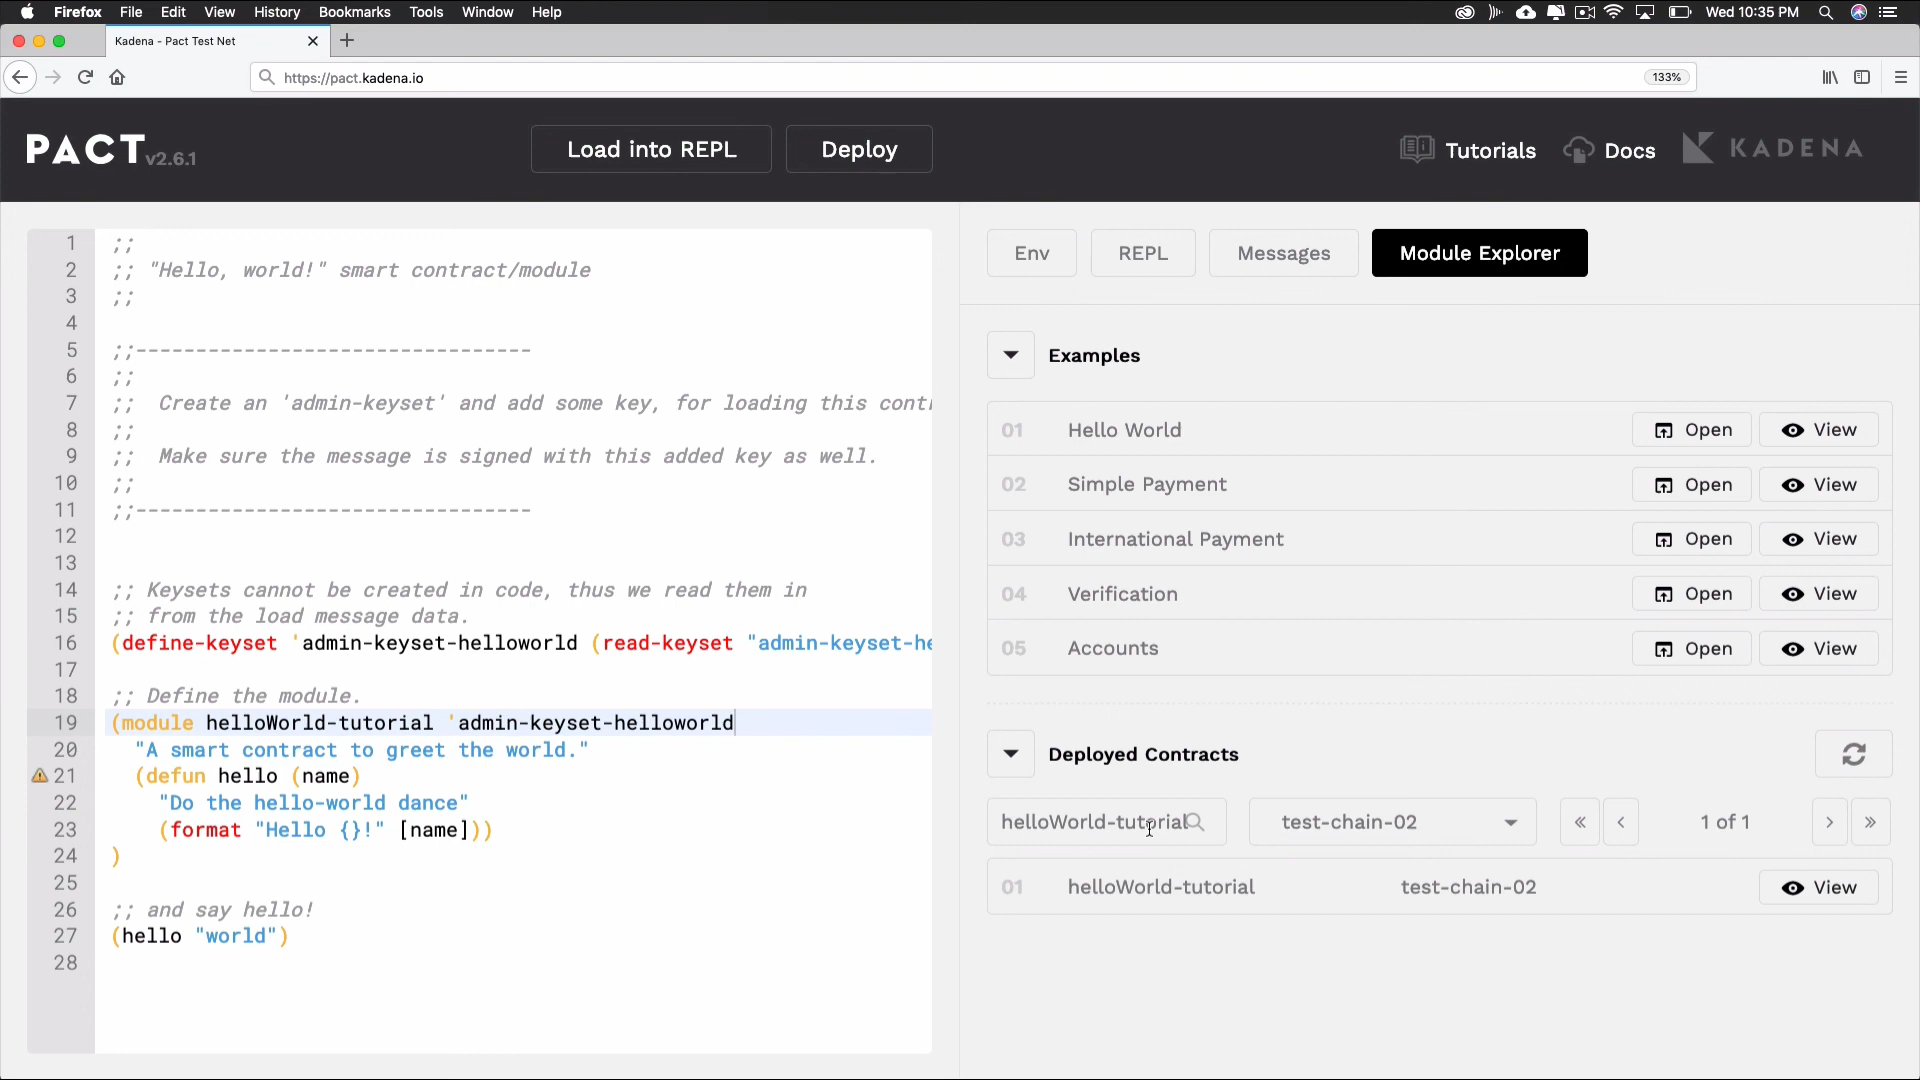 Firefox File Edit View History Bookmarks Tools Window Help Wed 10:35 PM
Kadena - Pact Test Net
https://pact.kadena.io 133%
PACT v2.6.1 Load into REPL Deploy Tutorials Docs KADENA
Env REPL Messages Module Explorer
1 ;;
2 ;; "Hello, world!" smart contract/module
3 ;;
4
5 ;;---------------------------------
6 ;;
7 ;;  Create an 'admin-keyset' and add some key, for loading this contr
8 ;;
9 ;;  Make sure the message is signed with this added key as well.
10 ;;
11 ;;---------------------------------
12
13
14 ;; Keysets cannot be created in code, thus we read them in
15 ;; from the load message data.
16 (define-keyset 'admin-keyset-helloworld (read-keyset "admin-keyset-he
17
18 ;; Define the module.
19 (module helloWorld-tutorial 'admin-keyset-helloworld
20   "A smart contract to greet the world."
21   (defun hello (name)
22     "Do the hello-world dance"
23     (format "Hello {}!" [name]))
24 )
25
26 ;; and say hello!
27 (hello "world")
28
Examples
01 Hello World Open View
02 Simple Payment Open View
03 International Payment Open View
04 Verification Open View
05 Accounts Open View
Deployed Contracts
helloWorld-tutorial test-chain-02 « ‹ 1 of 1 › »
01 helloWorld-tutorial test-chain-02 View